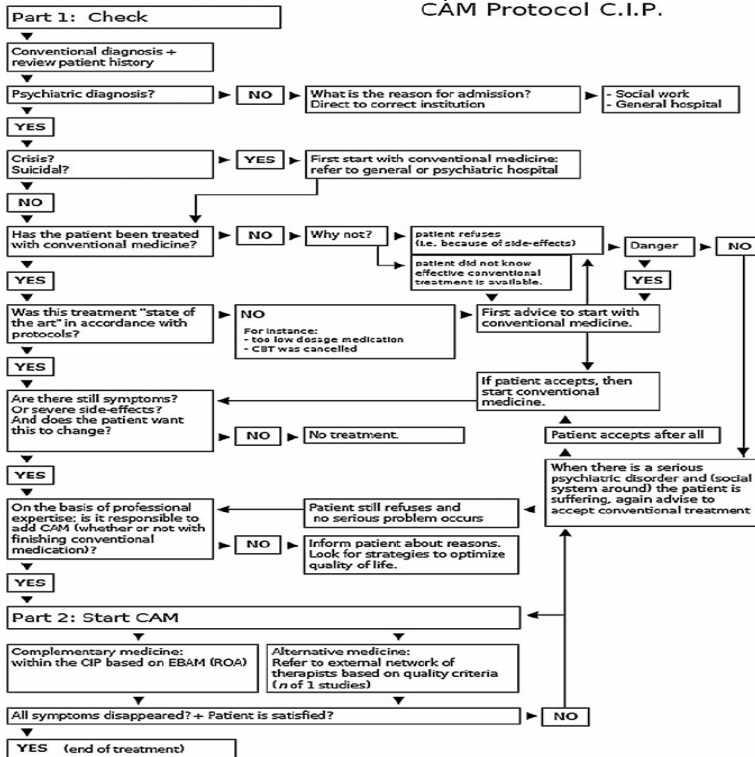 CAM Protocol C.I.P.
Part 1: Check
Conventional diagnosis +
review patient history
Psychiatric diagnosis?
NO
What is the reason for admission?
Direct to correct institution
- Social work
- General hospital
YES
Crisis?
Suicidal?
YES
First start with conventional medicine:
refer to general or psychiatric hospital
NO
Has the patient been treated
with conventional medicine?
NO
Why not?
patient refuses
(i.e. because of side-effects)
Danger
NO
patient did not know
effective conventional
treatment is available.
YES
YES
Was this treatment "state of
the art" in accordance with
protocols?
NO
For instance:
- too low dosage medication
- CBT was cancelled
First advice to start with
conventional medicine.
YES
If patient accepts, then
start conventional
medicine.
Are there still symptoms?
Or severe side-effects?
And does the patient want
this to change?
NO
No treatment.
Patient accepts after all
YES
When there is a serious
psychiatric disorder and (social
system around) the patient is
suffering, again advise to
accept conventional treatment
On the basis of professional
expertise: is it responsible to
add CAM (whether or not with
finishing conventional
medication)?
Patient still refuses and
no serious problem occurs
NO
Inform patient about reasons.
Look for strategies to optimize
quality of life.
YES
Part 2: Start CAM
Complementary medicine:
within the CIP based on EBAM (ROA)
Alternative medicine:
Refer to external network of
therapists based on quality criteria
(n of 1 studies)
All symptoms disappeared? + Patient is satisfied?
NO
YES (end of treatment)